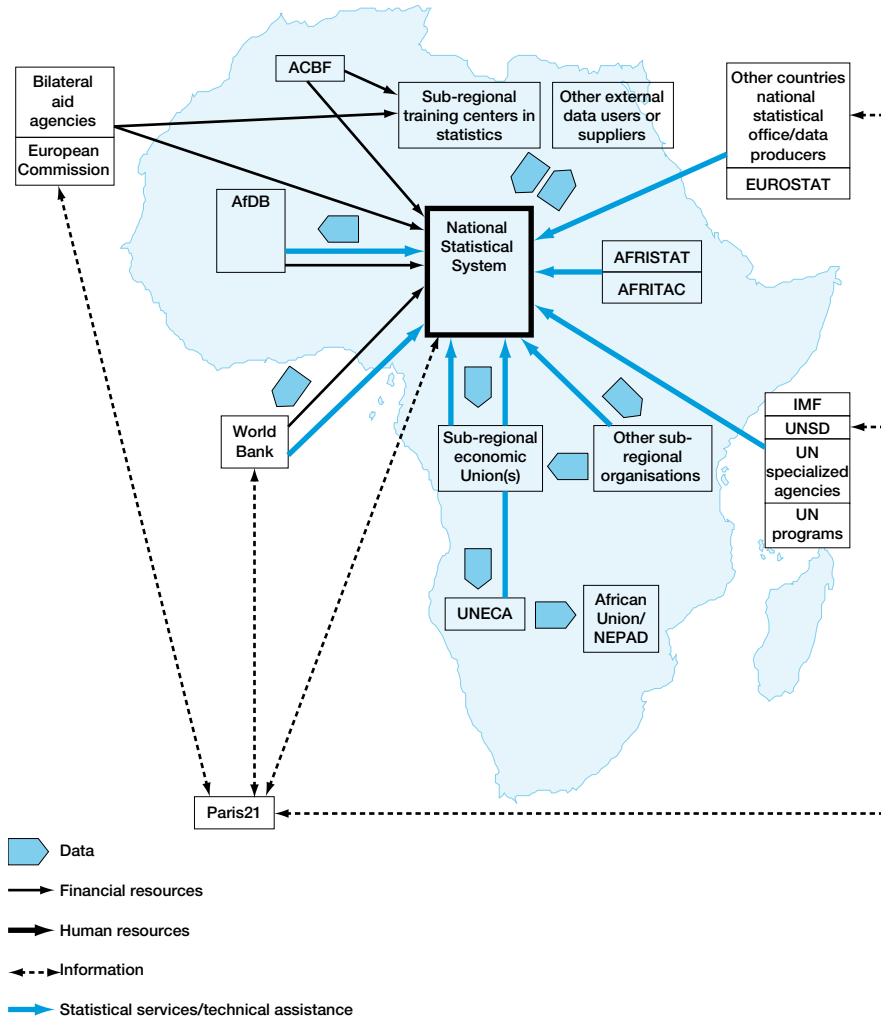 ACBF
Bilateral
aid
agencies
European
Commission
Sub-regional
training centers in
statistics
Other external
data users or
suppliers
Other countries
national
statistical
office/data
producers
EUROSTAT
AfDB
National
Statistical
System
AFRISTAT
AFRITAC
World
Bank
Sub-regional
economic
Union(s)
Other sub-
regional
organisations
IMF
UNSD
UN
specialized
agencies
UN
programs
UNECA
African
Union/
NEPAD
Paris21
Data
Financial resources
Human resources
Information
Statistical services/technical assistance